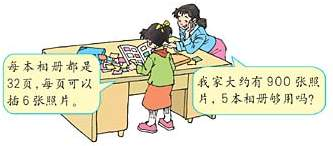 每本相册都是
32页，每页可以
插6张照片。
我家大约有900张照
片，5本相册够用吗？